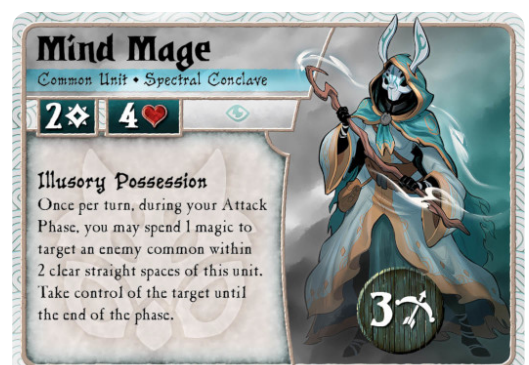 Mind Mage
Common Unit • Spectral Conclave
2 4
Illusory Possession
Once per turn, during your Attack
Phase, you may spend 1 magic to
target an enemy common within
2 clear straight spaces of this unit.
Take control of the target until
the end of the phase.
3